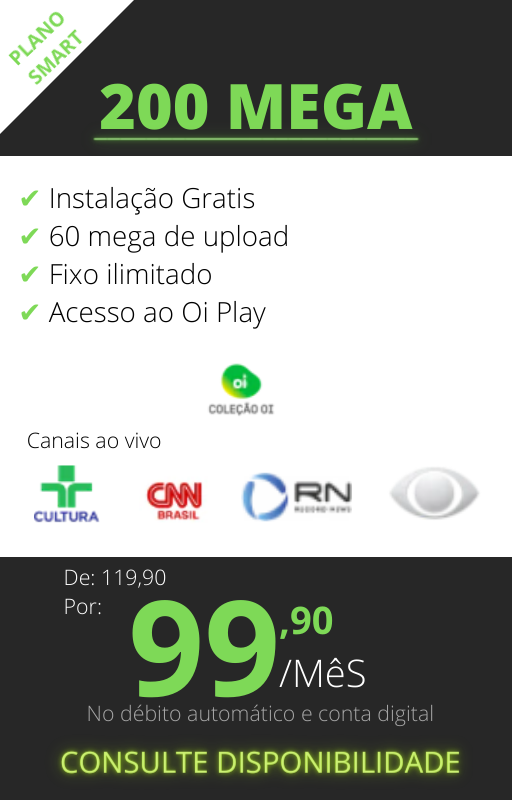 PLANO
SMART
200 MEGA
✔ Instalação Gratis
✔ 60 mega de upload
✔ Fixo ilimitado
✔ Acesso ao Oi Play
oi
COLEÇÃO OI
Canais ao vivo
CULTURA
CNN
BRASIL
RN
RECORD NEWS
De: 119,90
Por:
99,90
/MêS
No débito automático e conta digital
CONSULTE DISPONIBILIDADE